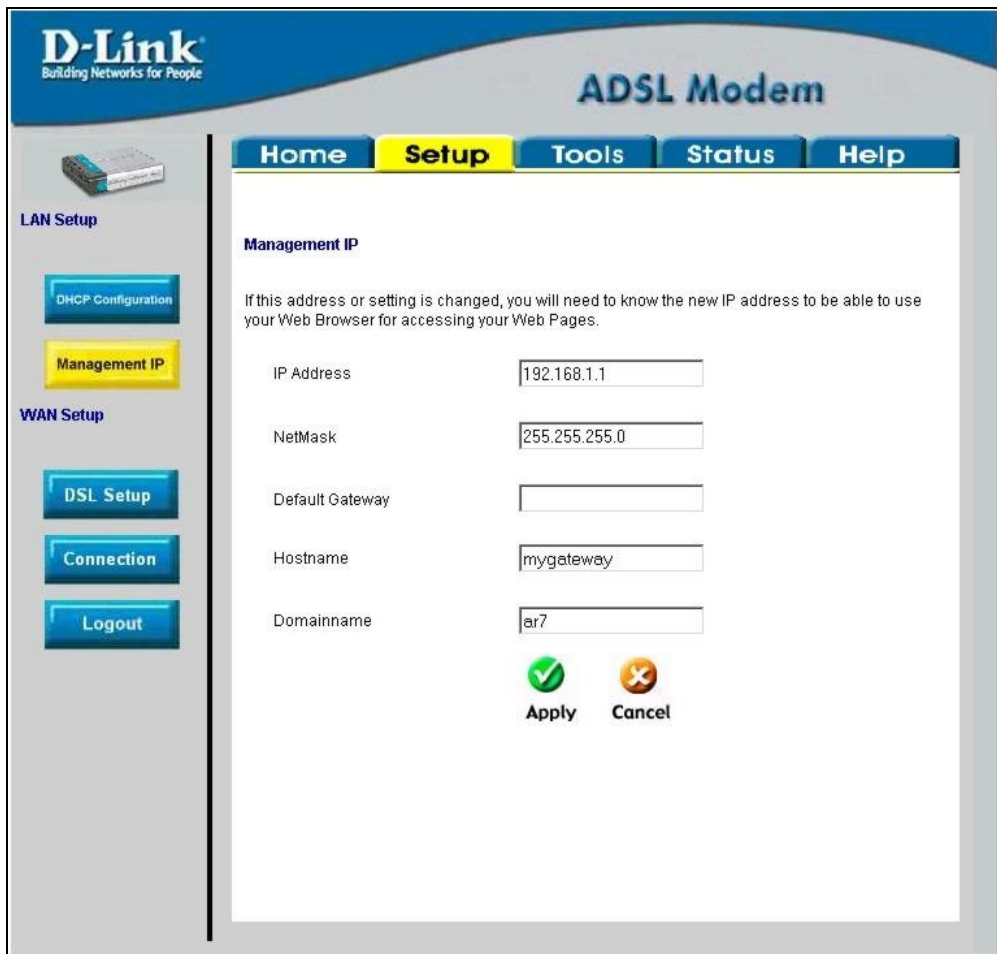 D-Link
Building Networks for People
ADSL Modem
Home Setup Tools Status Help
LAN Setup
DHCP Configuration
Management IP
WAN Setup
DSL Setup
Connection
Logout
Management IP
If this address or setting is changed, you will need to know the new IP address to be able to use
your Web Browser for accessing your Web Pages.
IP Address 192.168.1.1
NetMask 255.255.255.0
Default Gateway
Hostname mygateway
Domainname ar7
Apply Cancel